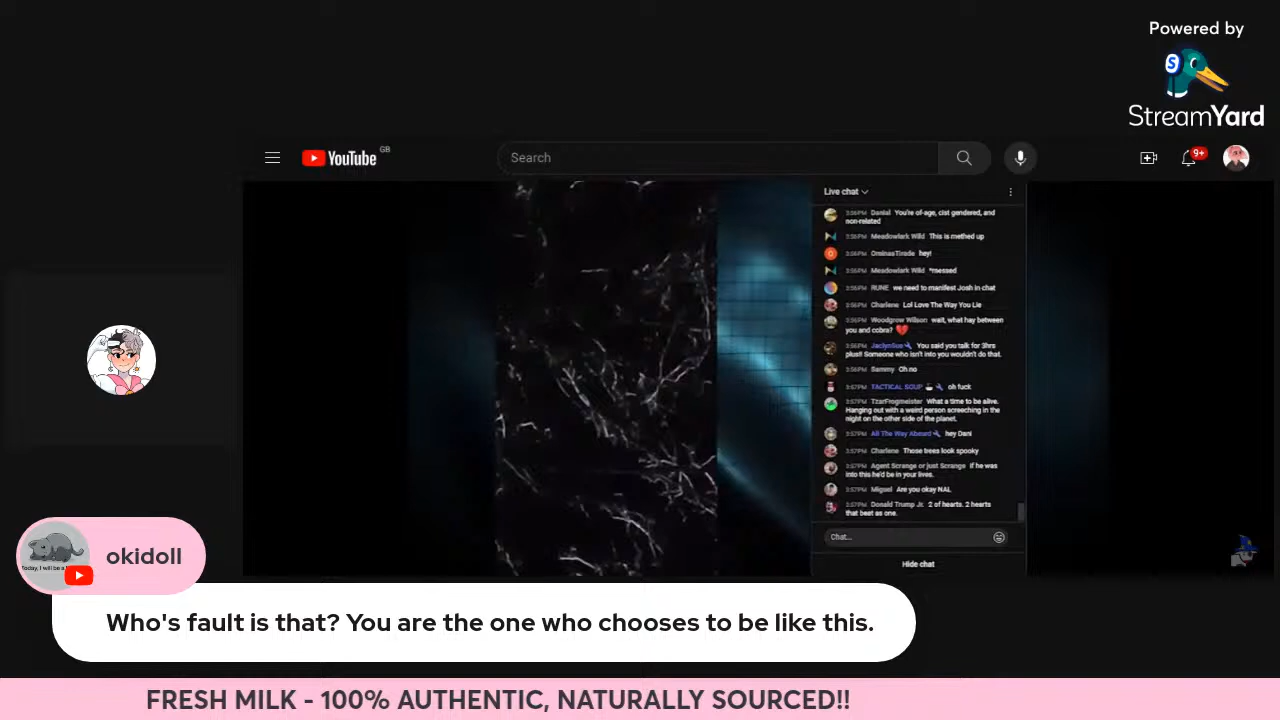 Powered by
StreamYard
YouTube GB
Search
9+
Live chat
3:56PM Danial You're of-age, cist gendered, and
non-related
3:56PM Meadowlark Wild This is methed up
3:56PM OminasTirade hey!
3:56PM Meadowlark Wild *messed
3:56PM RUNE we need to manifest Josh in chat
3:56PM Charlene Lol Love The Way You Lie
3:56PM Woodgrow Wilson wait, what hay between
you and cobra? 💔
3:56PM JaclynSue You said you talk for 3hrs
plus!! Someone who isn't into you wouldn't do that.
3:56PM Sammy Oh no
3:57PM TACTICAL SOUP oh fuck
3:57PM TzarFrogmeister What a time to be alive.
Hanging out with a weird person screeching in the
night on the other side of the planet.
3:57PM All The Way Absurd hey Dani
3:57PM Charlene Those trees look spooky
3:57PM Agent Scrange or just Scrange if he was
into this he'd be in your lives.
3:57PM Miguel Are you okay NAL
3:57PM Donald Trump Jr. 2 of hearts. 2 hearts
that beat as one.
Chat...
Hide chat
okidoll
Who's fault is that? You are the one who chooses to be like this.
FRESH MILK - 100% AUTHENTIC, NATURALLY SOURCED!!